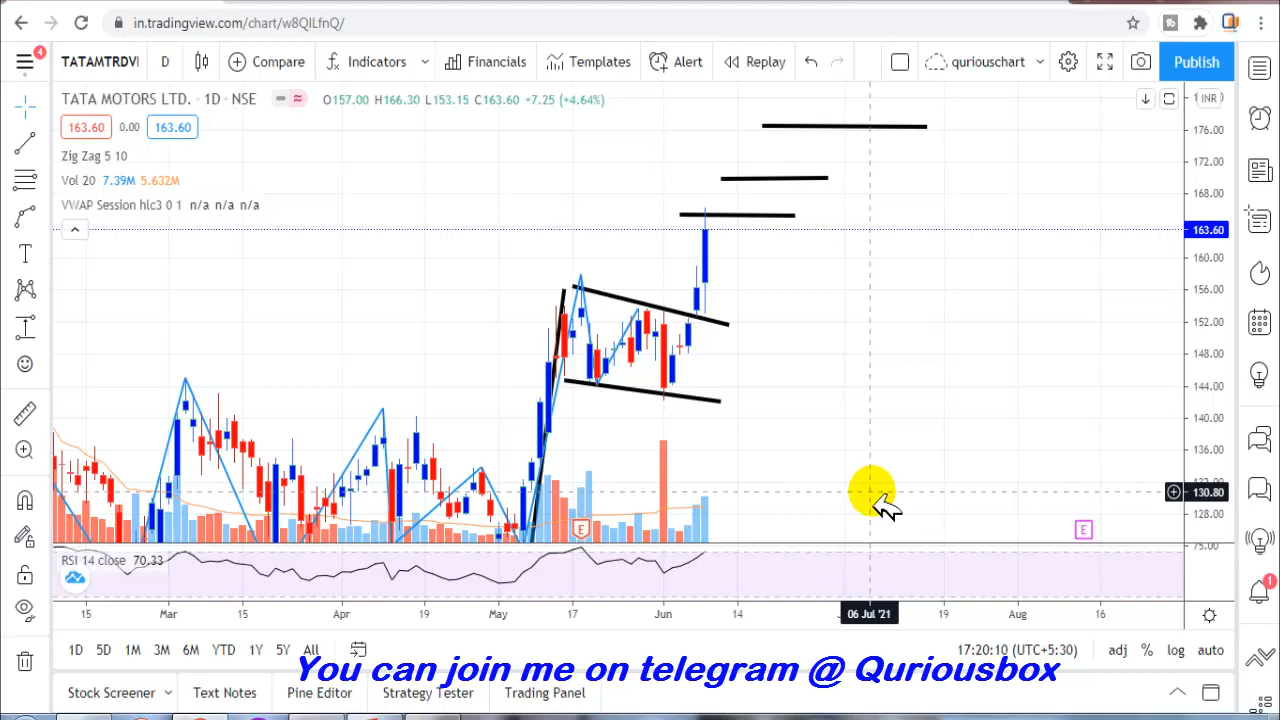 in.tradingview.com/chart/w8QILfnQ/
4 TATAMTRDVI D Compare Indicators Financials Templates Alert Replay quriouschart Publish
TATA MOTORS LTD. · 1D · NSE O157.00 H166.30 L153.15 C163.60 +7.25 (+4.64%) INR
163.60 0.00 163.60
176.00
Zig Zag 5 10
172.00
Vol 20 7.39M 5.632M
168.00
VWAP Session hlc3 0 1 n/a n/a n/a
163.60
160.00
156.00
152.00
148.00
144.00
140.00
136.00
130.80
128.00
E E
75.00
RSI 14 close 70.33
1
15 Mar 15 Apr 19 May 17 Jun 14 06 Jul '21 19 Aug 16
1D 5D 1M 3M 6M YTD 1Y 5Y All 17:20:10 (UTC+5:30) adj % log auto
You can join me on telegram @ Quriousbox
Stock Screener Text Notes Pine Editor Strategy Tester Trading Panel